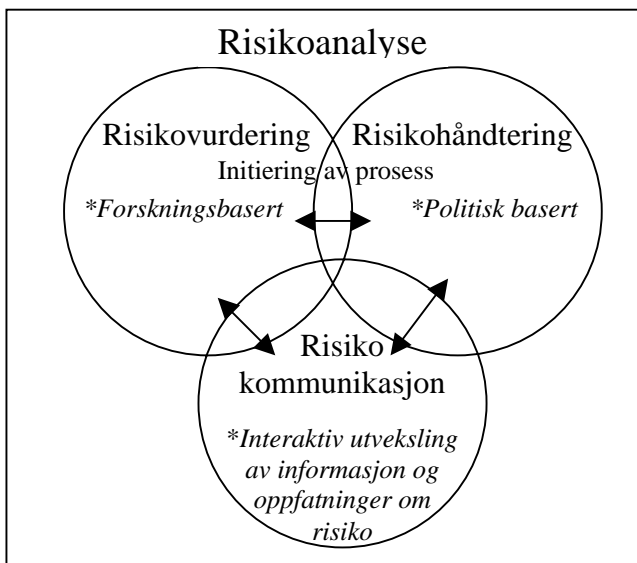 Risikoanalyse
Risikovurdering
Risikohåndtering
Initiering av prosess
*Forskningsbasert
*Politisk basert
Risiko
kommunikasjon
*Interaktiv utveksling
av informasjon og
oppfatninger om
risiko